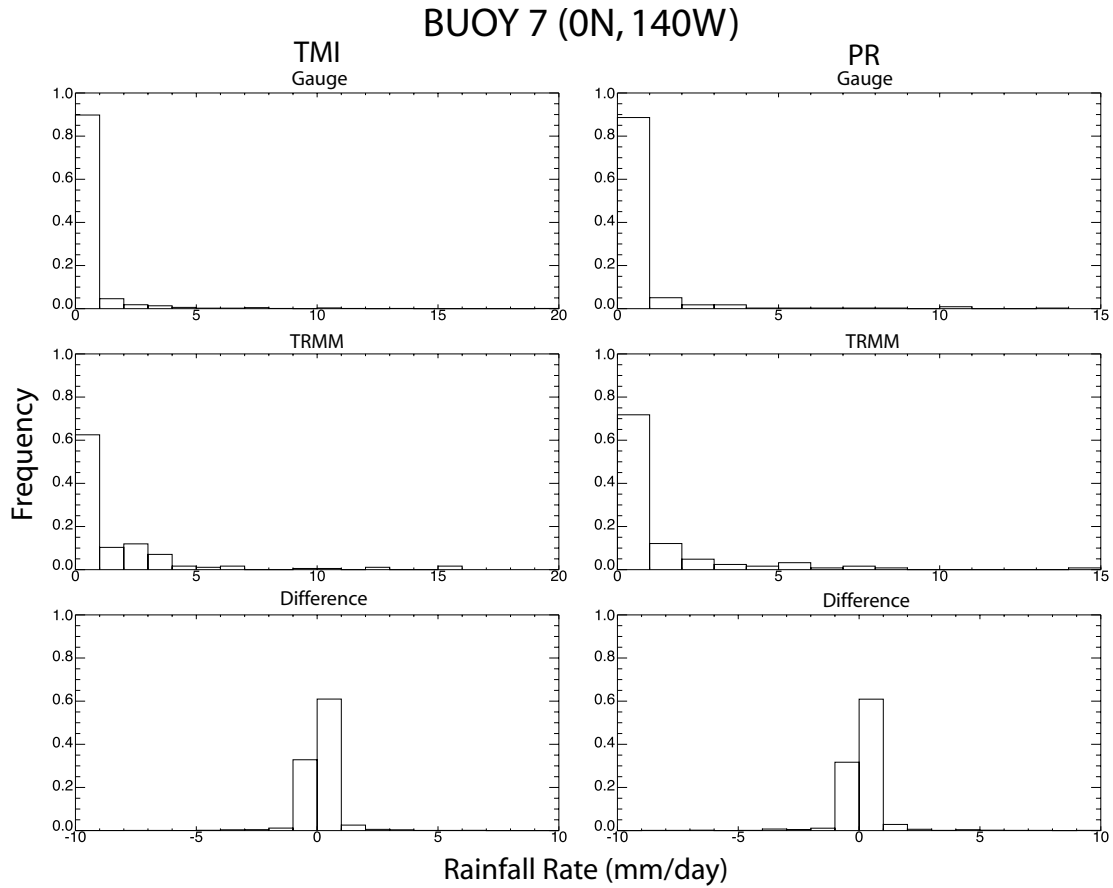 BUOY 7 (0N, 140W)
TMI PR
Gauge Gauge
1.0 1.0
0.8 0.8
0.6 0.6
0.4 0.4
0.2 0.2
0.0 0.0
0 5 10 15 20 0 5 10 15
TRMM TRMM
1.0 1.0
0.8 0.8
0.6 0.6
0.4 0.4
0.2 0.2
0.0 0.0
0 5 10 15 20 0 5 10 15
Frequency
Difference Difference
1.0 1.0
0.8 0.8
0.6 0.6
0.4 0.4
0.2 0.2
0.0 0.0
-10 -5 0 5 10 -10 -5 0 5 10
Rainfall Rate (mm/day)